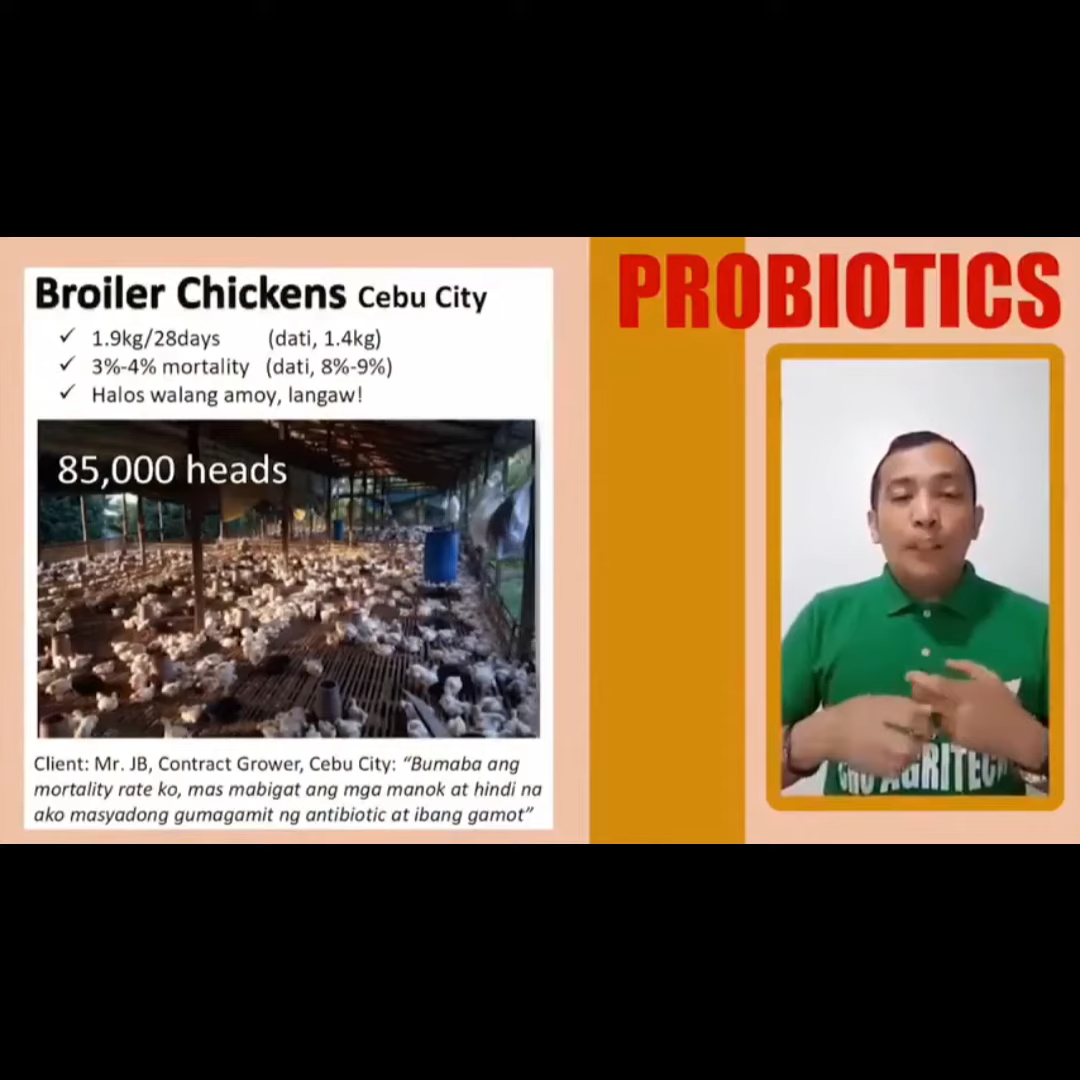 Broiler Chickens Cebu City
✓ 1.9kg/28days (dati, 1.4kg)
✓ 3%-4% mortality (dati, 8%-9%)
✓ Halos walang amoy, langaw!
85,000 heads
Client: Mr. JB, Contract Grower, Cebu City: “Bumaba ang
mortality rate ko, mas mabigat ang mga manok at hindi na
ako masyadong gumagamit ng antibiotic at ibang gamot”
PROBIOTICS
AGRITECH